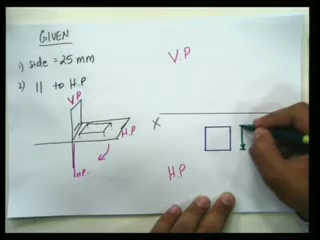 GIVEN
1) side = 25 mm
2) || to H.P
V.P
H.P
H.P.
V.P
X
H.P